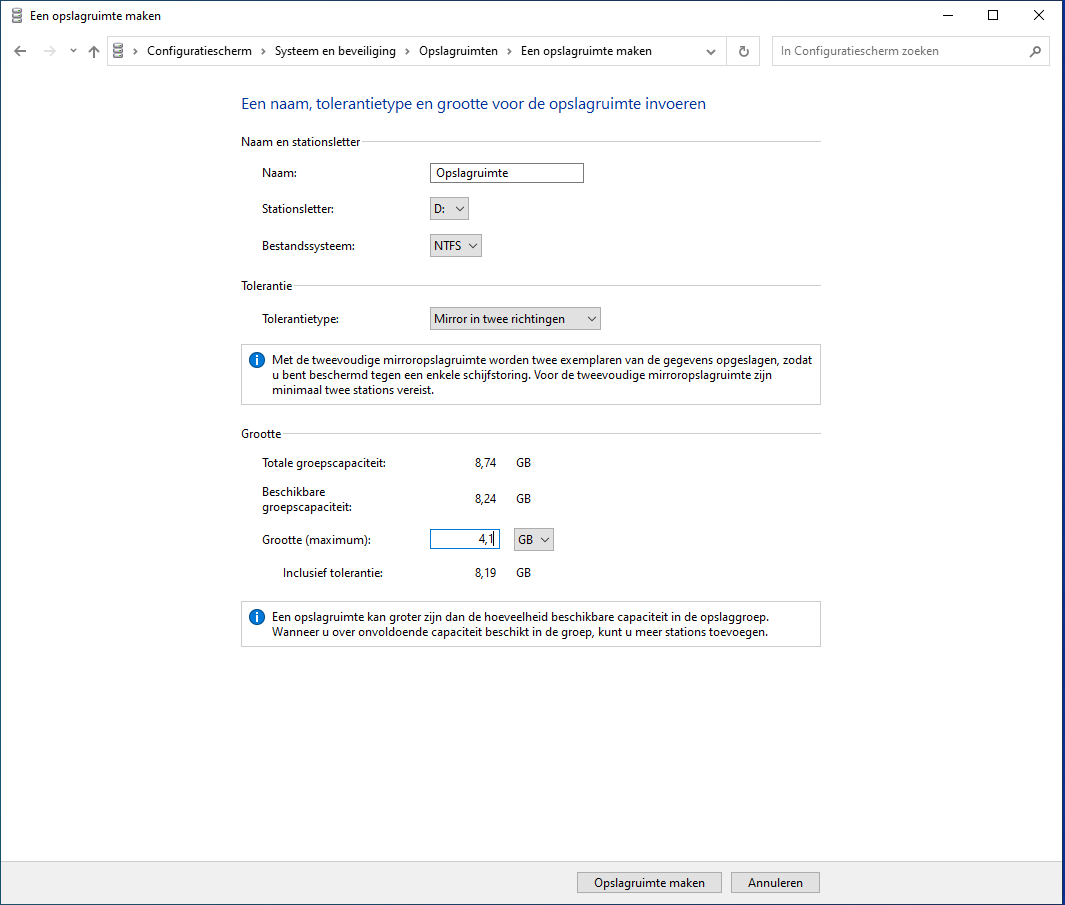 Een opslagruimte maken
Configuratiescherm > Systeem en beveiliging > Opslagruimten > Een opslagruimte maken
In Configuratiescherm zoeken
Een naam, tolerantietype en grootte voor de opslagruimte invoeren
Naam en stationsletter
Naam: Opslagruimte
Stationsletter: D:
Bestandssysteem: NTFS
Tolerantie
Tolerantietype: Mirror in twee richtingen
Met de tweevoudige mirroropslagruimte worden twee exemplaren van de gegevens opgeslagen, zodat
u bent beschermd tegen een enkele schijfstoring. Voor de tweevoudige mirroropslagruimte zijn
minimaal twee stations vereist.
Grootte
Totale groepscapaciteit: 8,74 GB
Beschikbare
groepscapaciteit: 8,24 GB
Grootte (maximum): 4,1 GB
Inclusief tolerantie: 8,19 GB
Een opslagruimte kan groter zijn dan de hoeveelheid beschikbare capaciteit in de opslaggroep.
Wanneer u over onvoldoende capaciteit beschikt in de groep, kunt u meer stations toevoegen.
Opslagruimte maken
Annuleren